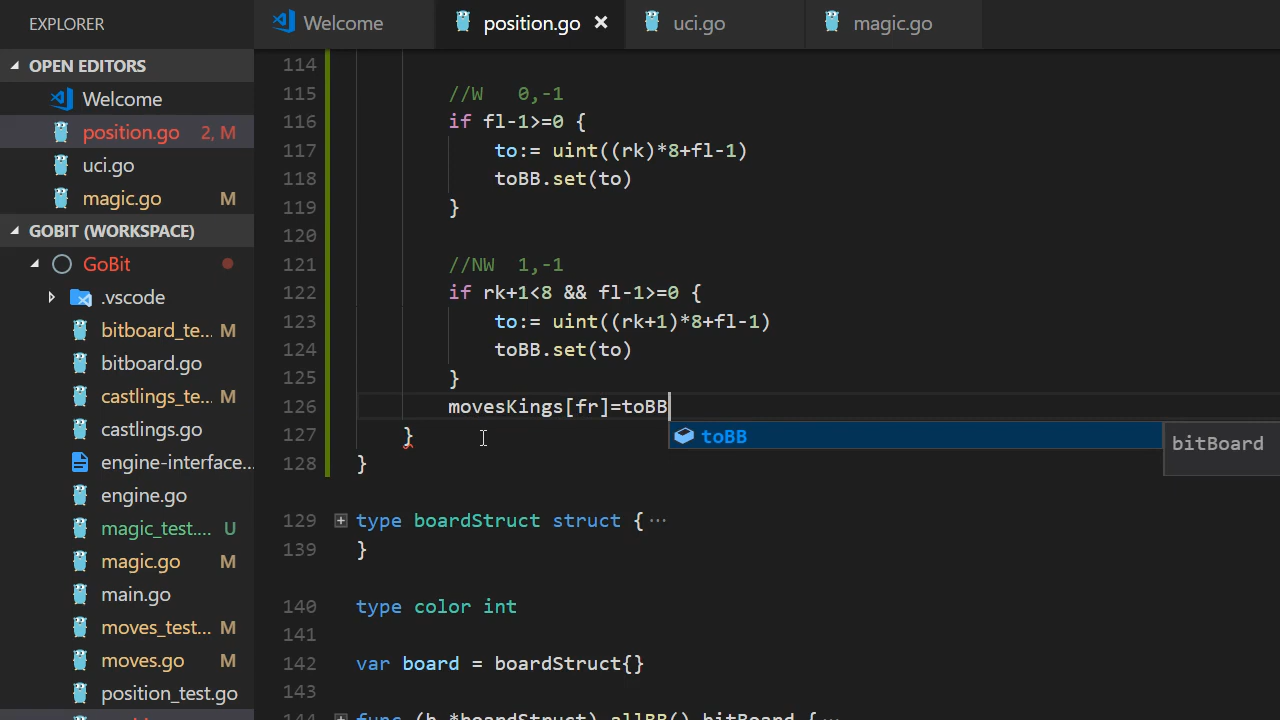 EXPLORER
Welcome
position.go ×
uci.go
magic.go
OPEN EDITORS
Welcome
position.go 2, M
uci.go
magic.go M
GOBIT (WORKSPACE)
GoBit
.vscode
bitboard_te... M
bitboard.go
castlings_te... M
castlings.go
engine-interface...
engine.go
magic_test.... U
magic.go M
main.go
moves_test... M
moves.go M
position_test.go
114
115 //W 0,-1
116 if fl-1>=0 {
117 to:= uint((rk)*8+fl-1)
118 toBB.set(to)
119 }
120
121 //NW 1,-1
122 if rk+1<8 && fl-1>=0 {
123 to:= uint((rk+1)*8+fl-1)
124 toBB.set(to)
125 }
126 movesKings[fr]=toBB
toBB
bitBoard
127 }
128 }
129 type boardStruct struct {...
139 }
140 type color int
141
142 var board = boardStruct{}
143
144 func (b *boardStruct) allBB() bitBoard {...